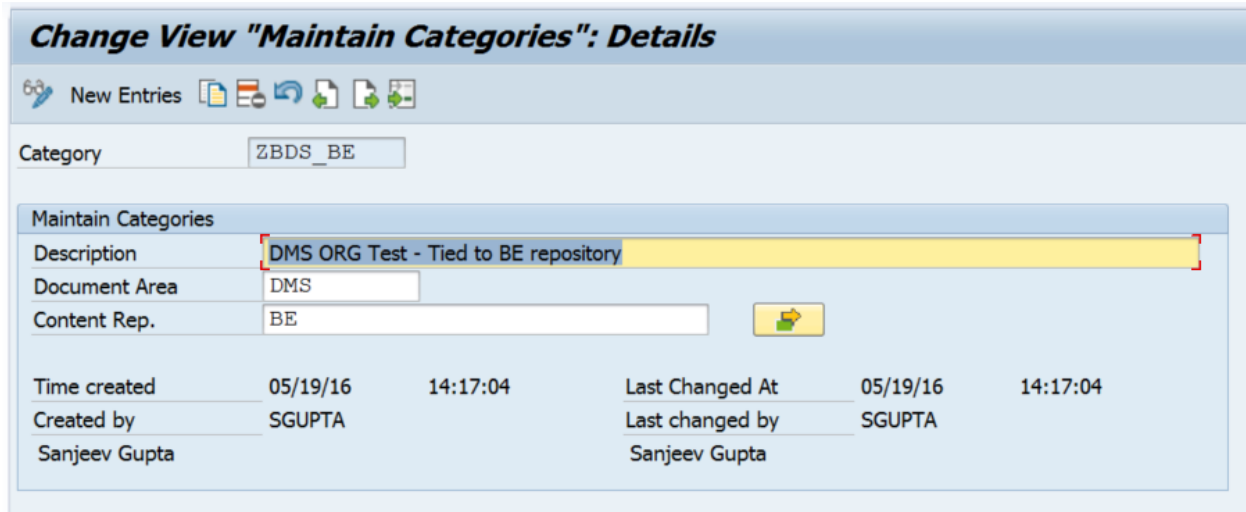 Change View "Maintain Categories": Details
New Entries
Category ZBDS_BE
Maintain Categories
Description DMS ORG Test - Tied to BE repository
Document Area DMS
Content Rep. BE
Time created 05/19/16 14:17:04 Last Changed At 05/19/16 14:17:04
Created by SGUPTA Last changed by SGUPTA
Sanjeev Gupta Sanjeev Gupta